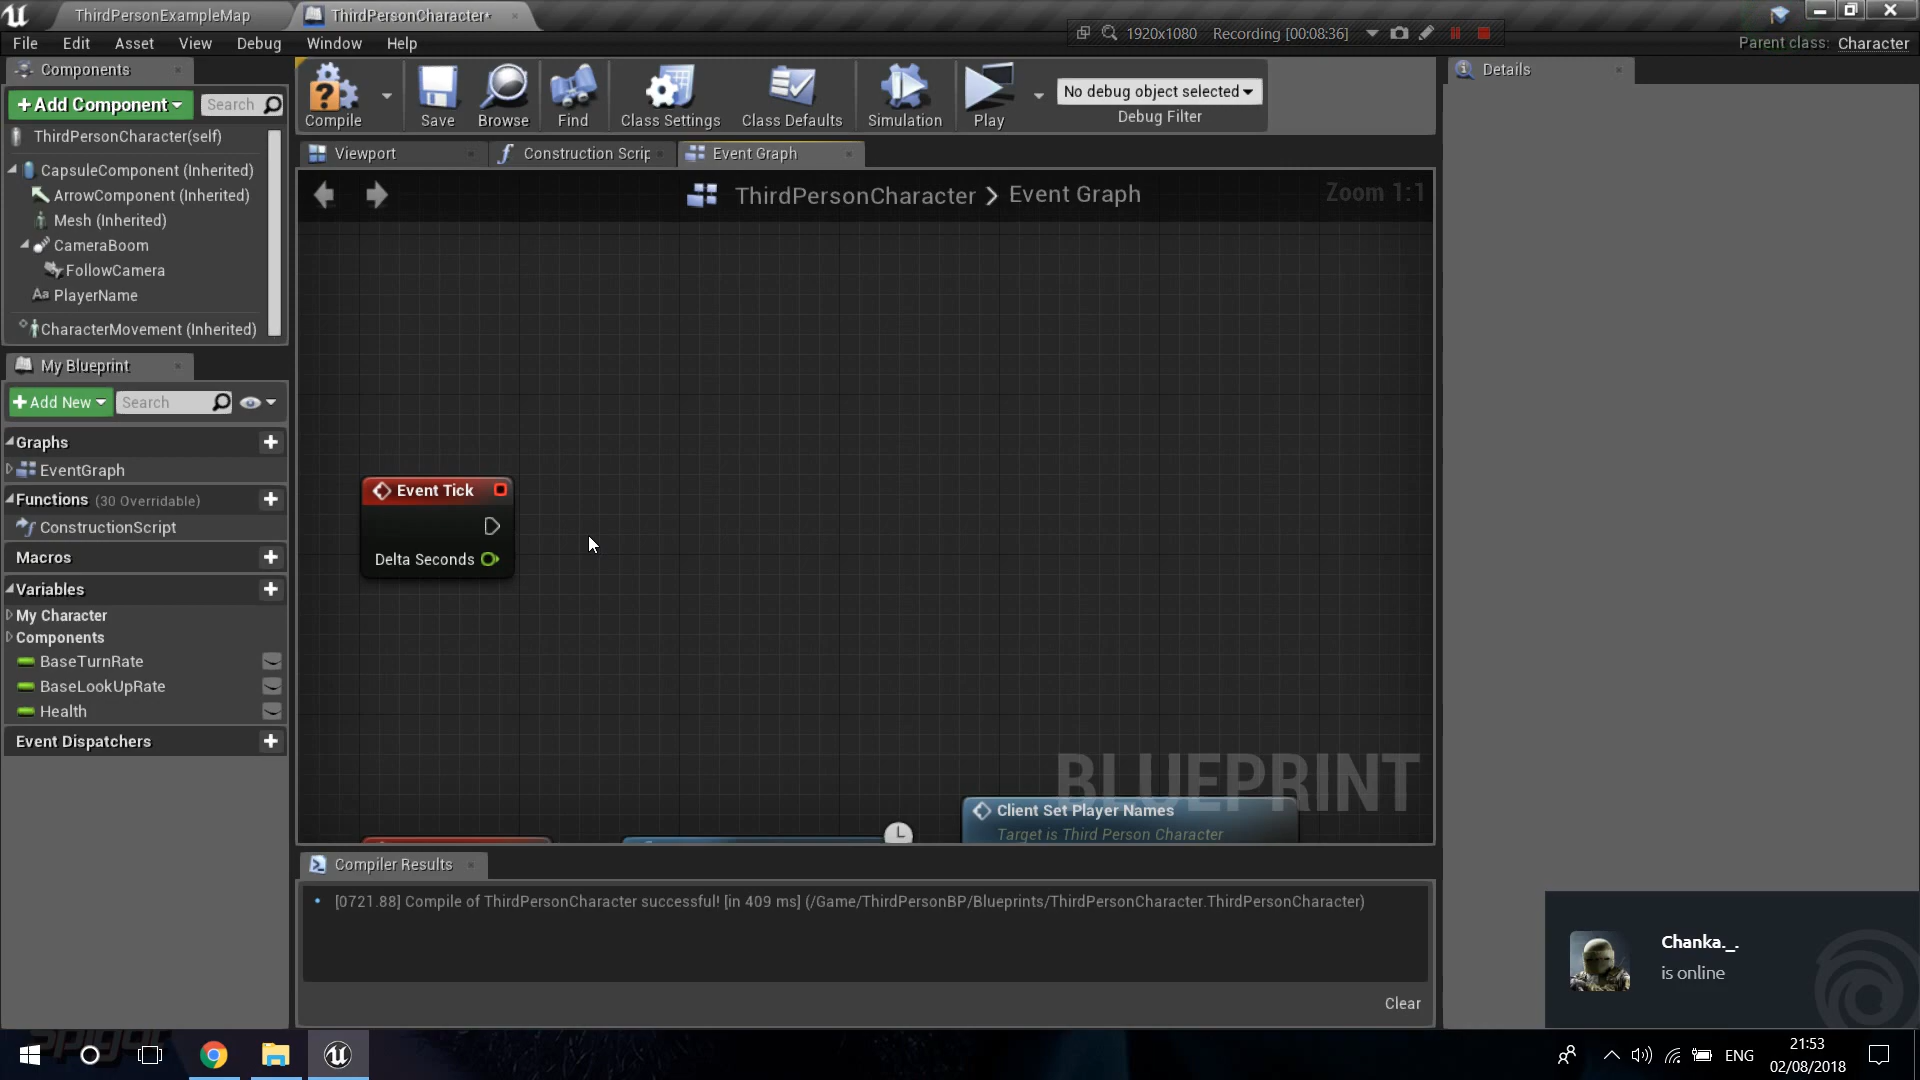 ThirdPersonExampleMap
ThirdPersonCharacter*
1920x1080 Recording [00:08:36]
File Edit Asset View Debug Window Help
Parent class: Character
Components
+Add Component
Search
ThirdPersonCharacter(self)
CapsuleComponent (Inherited)
ArrowComponent (Inherited)
Mesh (Inherited)
CameraBoom
FollowCamera
Aa PlayerName
CharacterMovement (Inherited)
Compile
Save
Browse
Find
Class Settings
Class Defaults
Simulation
Play
No debug object selected
Debug Filter
Details
Viewport
Construction Scrip
Event Graph
ThirdPersonCharacter > Event Graph
Zoom 1:1
My Blueprint
+Add New
Search
Graphs
EventGraph
Functions (30 Overridable)
ConstructionScript
Macros
Variables
My Character
Components
BaseTurnRate
BaseLookUpRate
Health
Event Dispatchers
Event Tick
Delta Seconds
BLUEPRINT
Client Set Player Names
Target is Third Person Character
Compiler Results
• [0721.88] Compile of ThirdPersonCharacter successful! [in 409 ms] (/Game/ThirdPersonBP/Blueprints/ThirdPersonCharacter.ThirdPersonCharacter)
Clear
Chanka._.
is online
ENG
21:53
02/08/2018